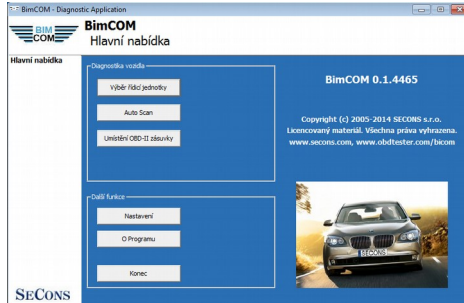 BimCOM - Diagnostic Application
BIM
COM
BimCOM
Hlavní nabídka
Hlavní nabídka
Diagnostika vozidla
Výběr řídicí jednotky
Auto Scan
Umístění OBD-II zásuvky
BimCOM 0.1.4465
Copyright (c) 2005-2014 SECONS s.r.o.
Licencovaný materiál. Všechna práva vyhrazena.
www.secons.com, www.obdtester.com/bicom
Další funkce
Nastavení
O Programu
Konec
SECONS
SECONS